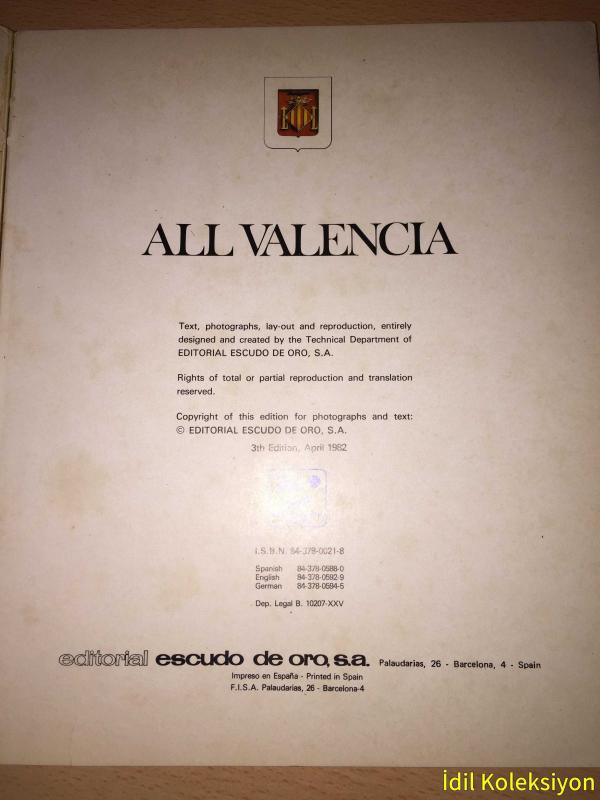 ALL VALENCIA
Text, photographs, lay-out and reproduction, entirely
designed and created by the Technical Department of
EDITORIAL ESCUDO DE ORO, S.A.
Rights of total or partial reproduction and translation
reserved.
Copyright of this edition for photographs and text:
© EDITORIAL ESCUDO DE ORO, S.A.
3th Edition, April 1982
I.S.B.N. 84-378-0021-8
Spanish 84-378-0588-0
English 84-378-0592-9
German 84-378-0594-5
Dep. Legal B. 10207-XXV
editorial escudo de oro, s.a. Palaudarias, 26 - Barcelona, 4 - Spain
Impreso en España - Printed in Spain
F.I.S.A. Palaudarias, 26 - Barcelona-4
İdil Koleksiyon